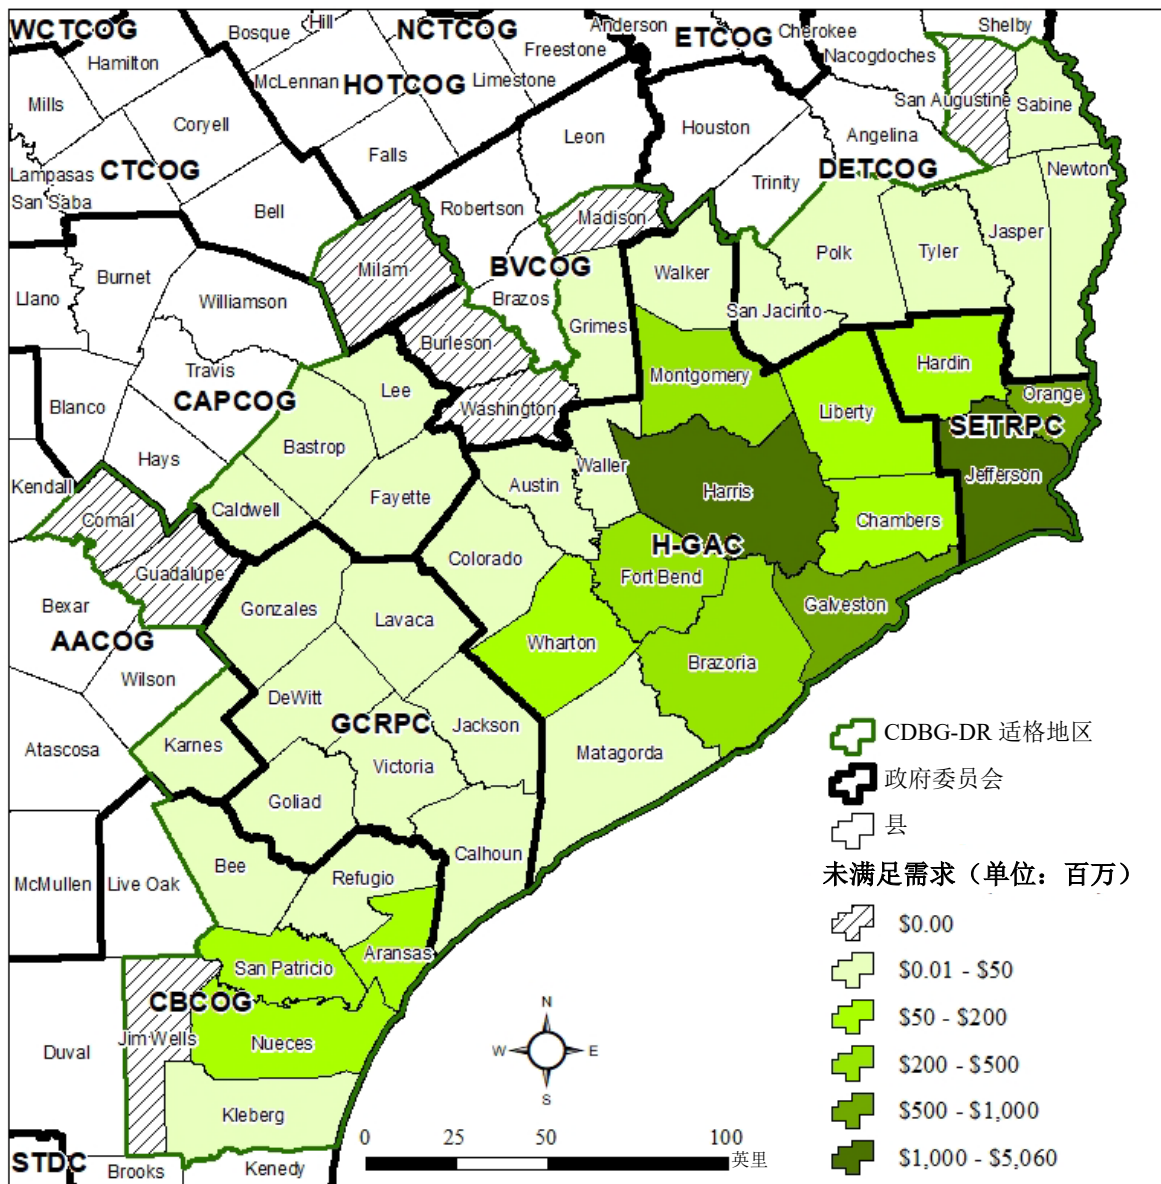 WCTCOG
Bosque
Hill
NCTCOG
Anderson
ETCOG
Cherokee
Shelby
Hamilton
McLennan
HOTCOG
Limestone
Freestone
Nacogdoches
Mills
Coryell
Leon
Houston
San Augustine
Sabine
Angelina
Falls
Lampasas
CTCOG
DETCOG
Newton
San Saba
Bell
Robertson
Madison
Trinity
Jasper
Burnet
Milam
BVCOG
Walker
Polk
Tyler
Llano
Williamson
Brazos
San Jacinto
Grimes
Burleson
Travis
Montgomery
Hardin
Blanco
CAPCOG
Lee
Washington
Liberty
Orange
SETRPC
Hays
Bastrop
Waller
Jefferson
Kendall
Caldwell
Fayette
Austin
Harris
Comal
Chambers
H-GAC
Colorado
Guadalupe
Fort Bend
Bexar
Gonzales
Lavaca
Galveston
AACOG
Wharton
Brazoria
Wilson
DeWitt
GCRPC
Jackson
Atascosa
Karnes
Victoria
Matagorda
Goliad
Calhoun
McMullen
Live Oak
Bee
Refugio
Aransas
San Patricio
CBCOG
Jim Wells
Duval
Nueces
Kleberg
STDC
Brooks
Kenedy
CDBG-DR 适格地区
政府委员会
县
未满足需求（单位：百万）
$0.00
$0.01 - $50
$50 - $200
$200 - $500
$500 - $1,000
$1,000 - $5,060
N
W
E
S
0
25
50
100
英里